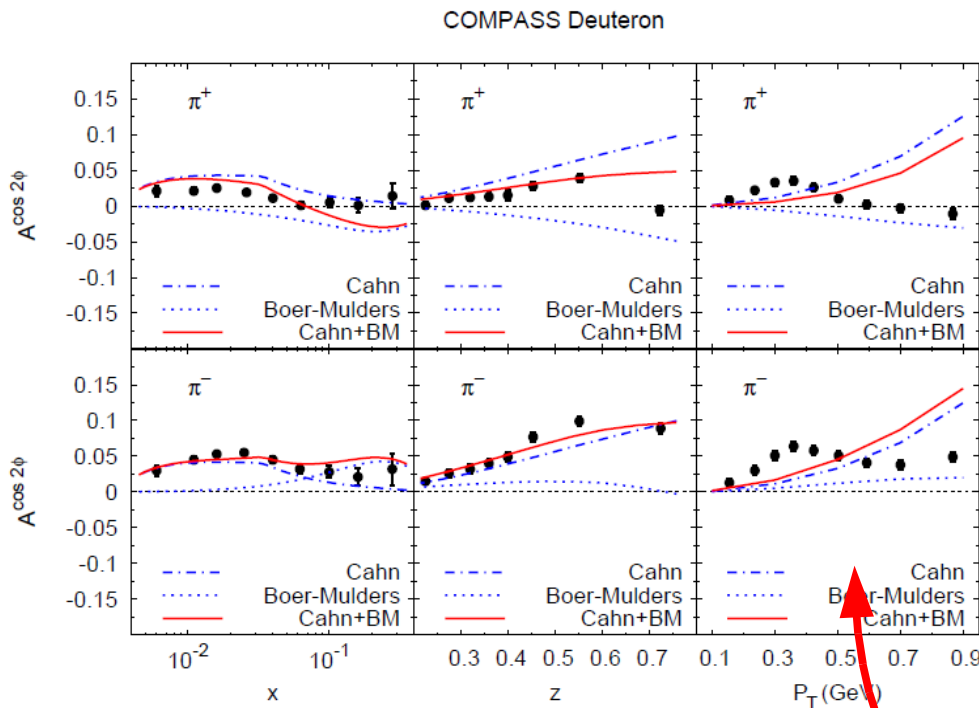 COMPASS Deuteron
A^cos 2ϕ
0.15
0.1
0.05
0
-0.05
-0.1
-0.15
π+
Cahn
Boer-Mulders
Cahn+BM
π+
Cahn
Boer-Mulders
Cahn+BM
π+
Cahn
Boer-Mulders
Cahn+BM
A^cos 2ϕ
0.15
0.1
0.05
0
-0.05
-0.1
-0.15
π−
Cahn
Boer-Mulders
Cahn+BM
π−
Cahn
Boer-Mulders
Cahn+BM
π−
Cahn
Boer-Mulders
Cahn+BM
10^-2 10^-1
0.3 0.4 0.5 0.6 0.7
0.1 0.3 0.5 0.7 0.9
x
z
P_T (GeV)